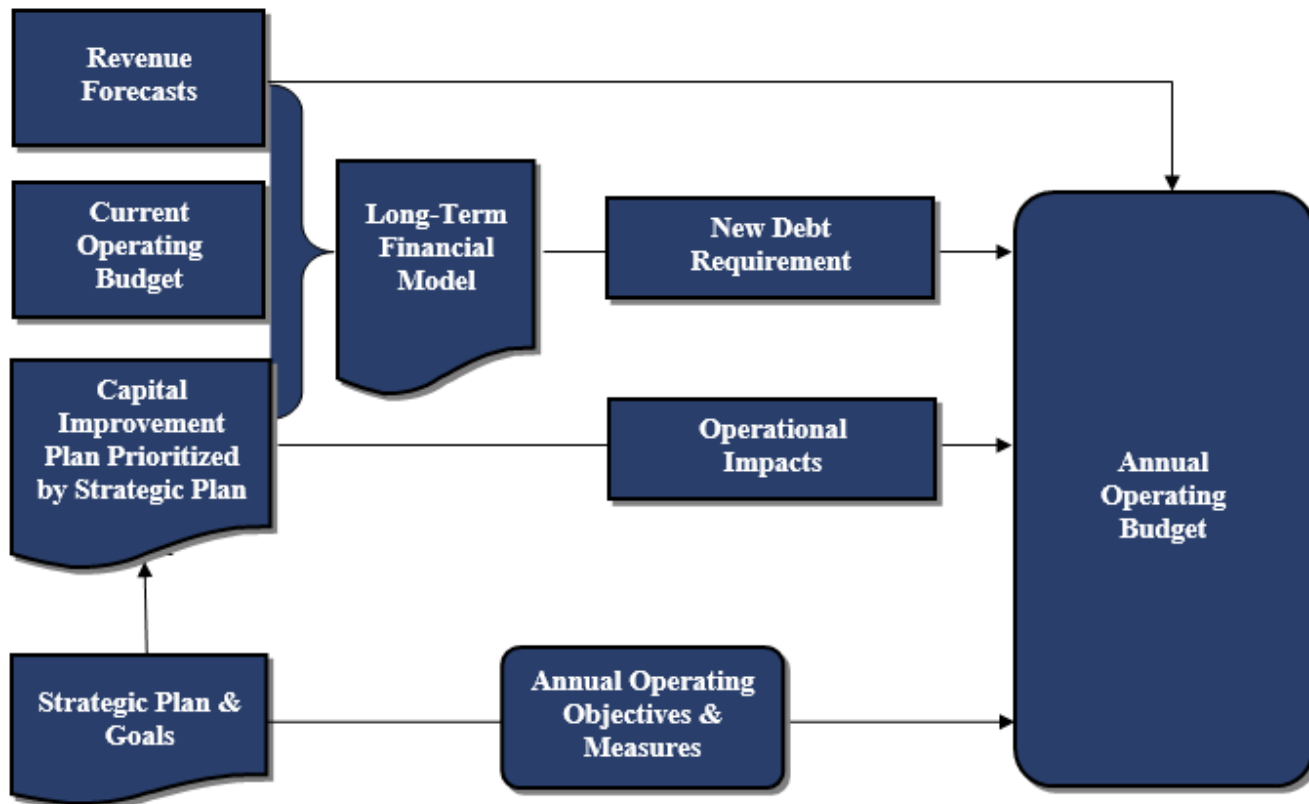 Revenue
Forecasts
Current
Operating
Budget
Capital
Improvement
Plan Prioritized
by Strategic Plan
Strategic Plan &
Goals
Long-Term
Financial
Model
New Debt
Requirement
Operational
Impacts
Annual Operating
Objectives &
Measures
Annual
Operating
Budget